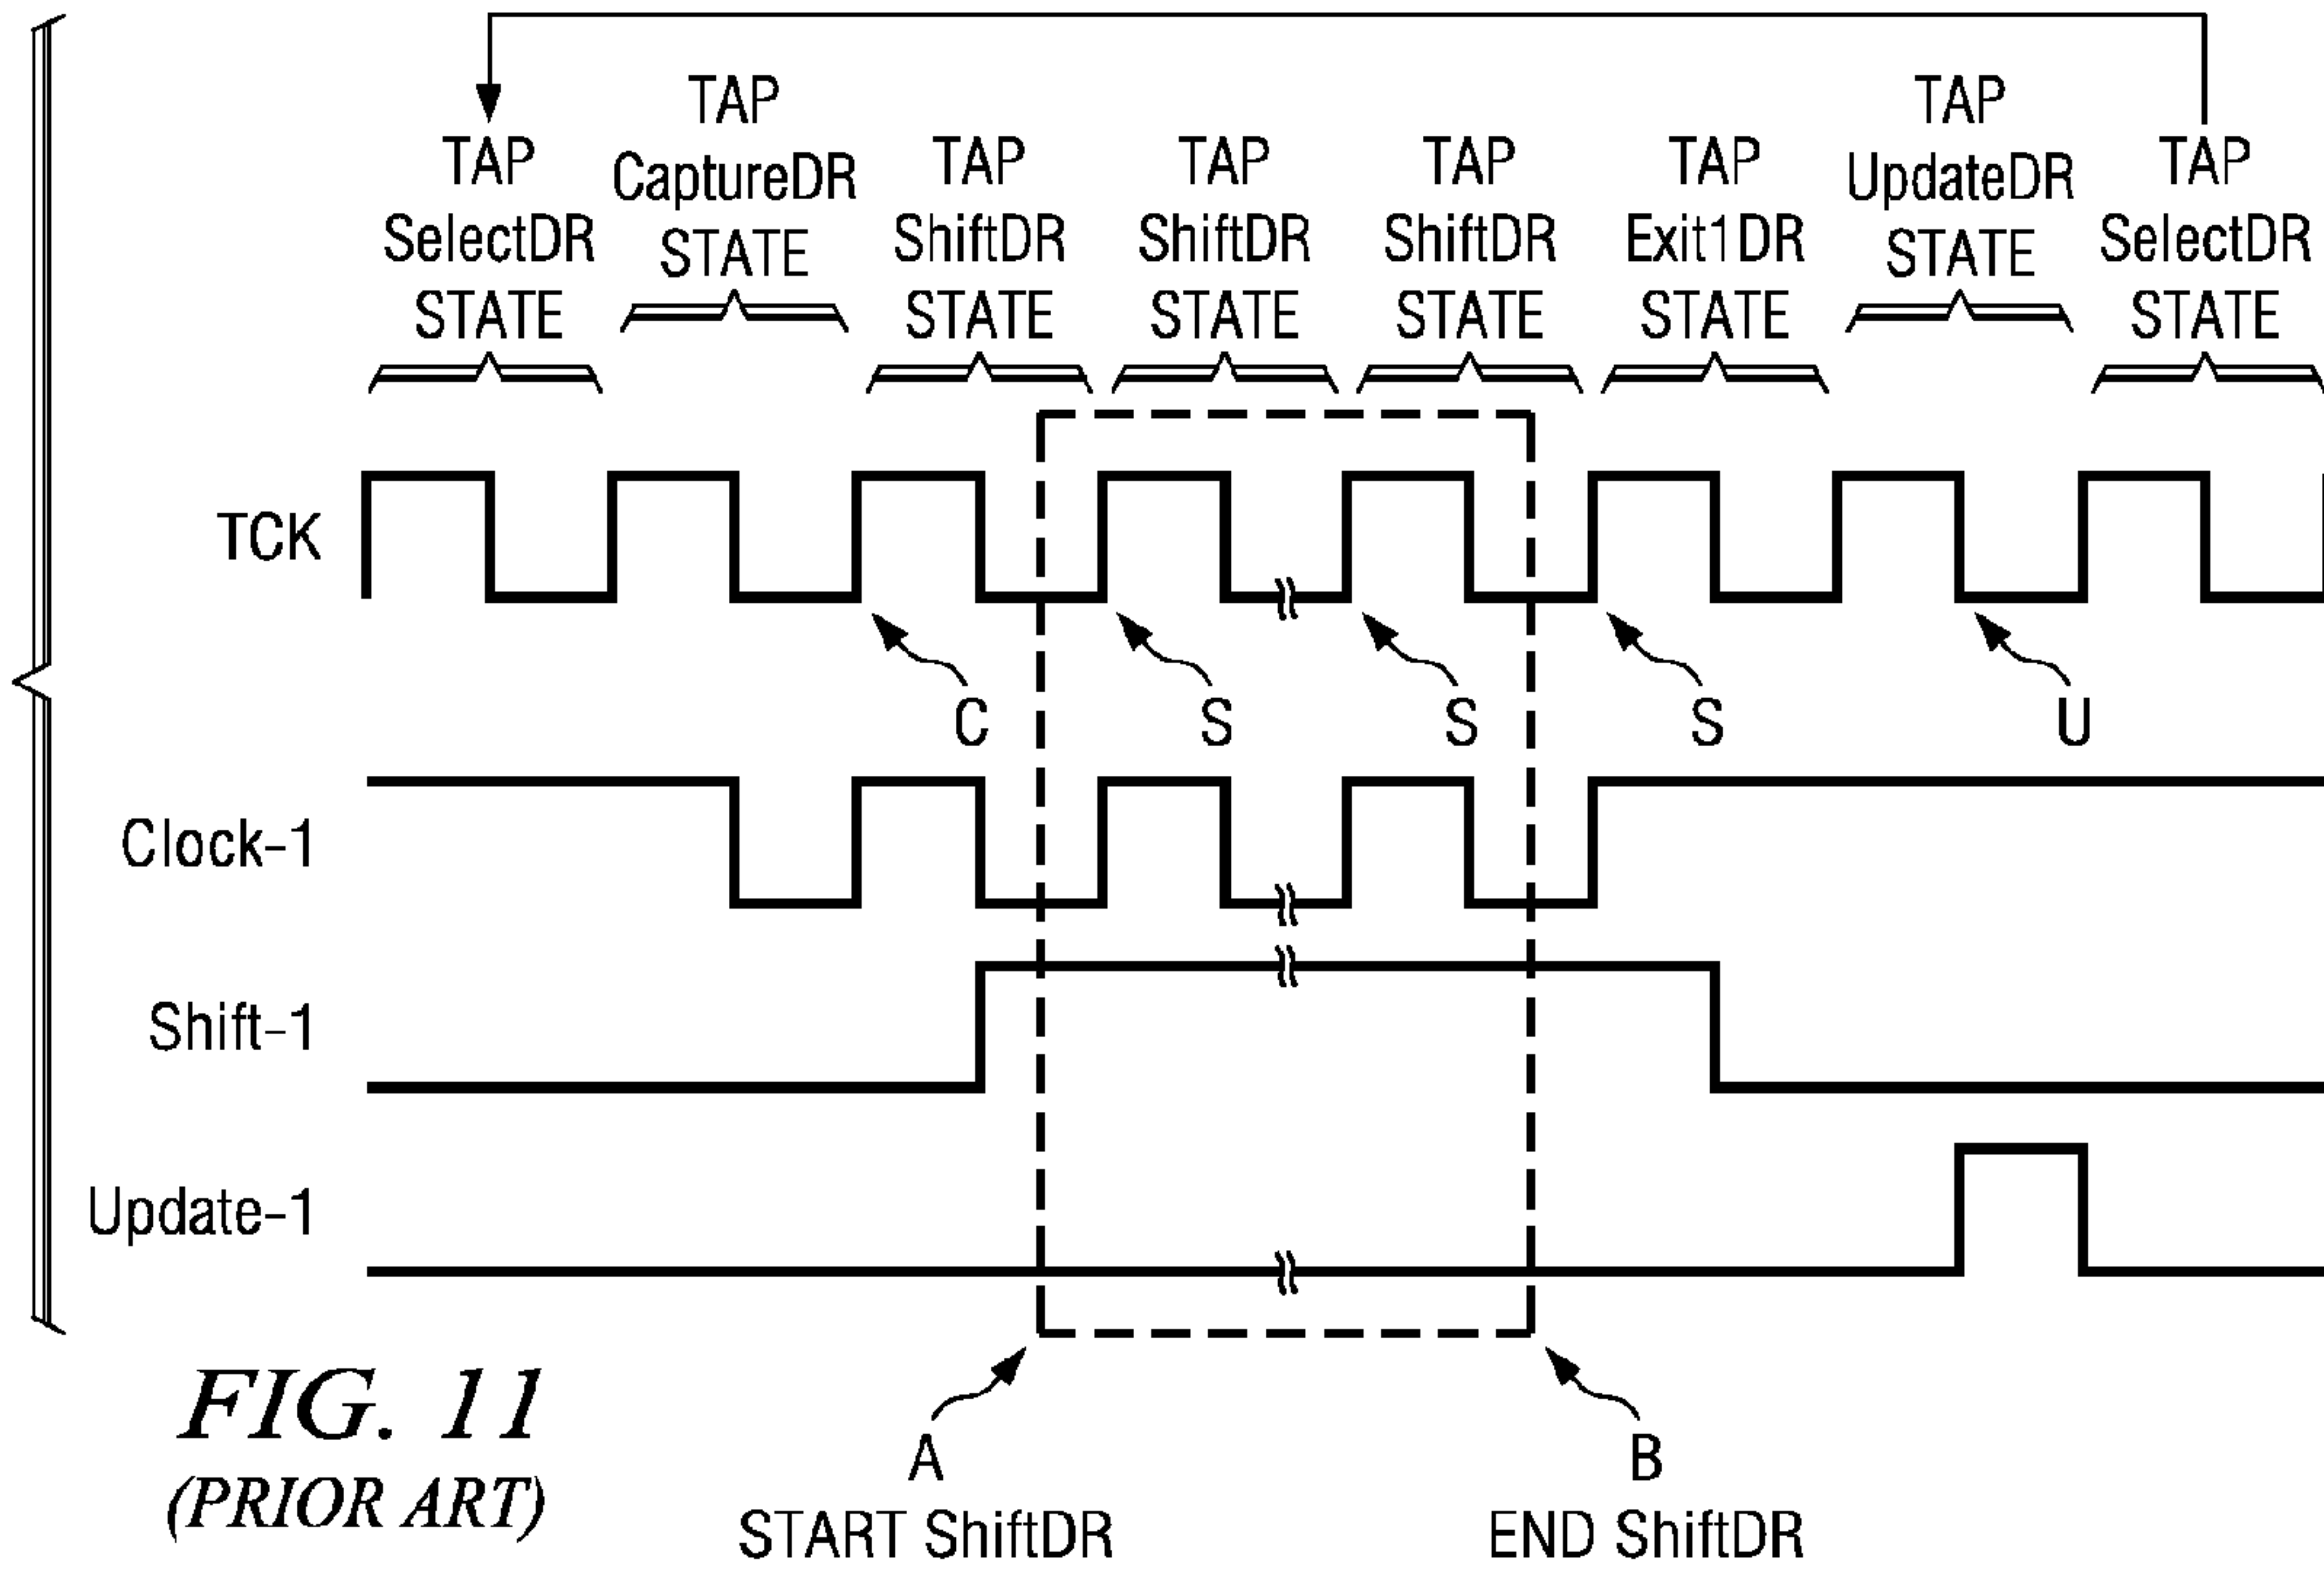 TAP
SelectDR
STATE
TAP
CaptureDR
STATE
TAP
ShiftDR
STATE
TAP
ShiftDR
STATE
TAP
ShiftDR
STATE
TAP
Exit1DR
STATE
TAP
UpdateDR
STATE
TAP
SelectDR
STATE
TCK
C
S
S
S
U
Clock-1
Shift-1
Update-1
A
START ShiftDR
B
END ShiftDR
FIG. 11
(PRIOR ART)